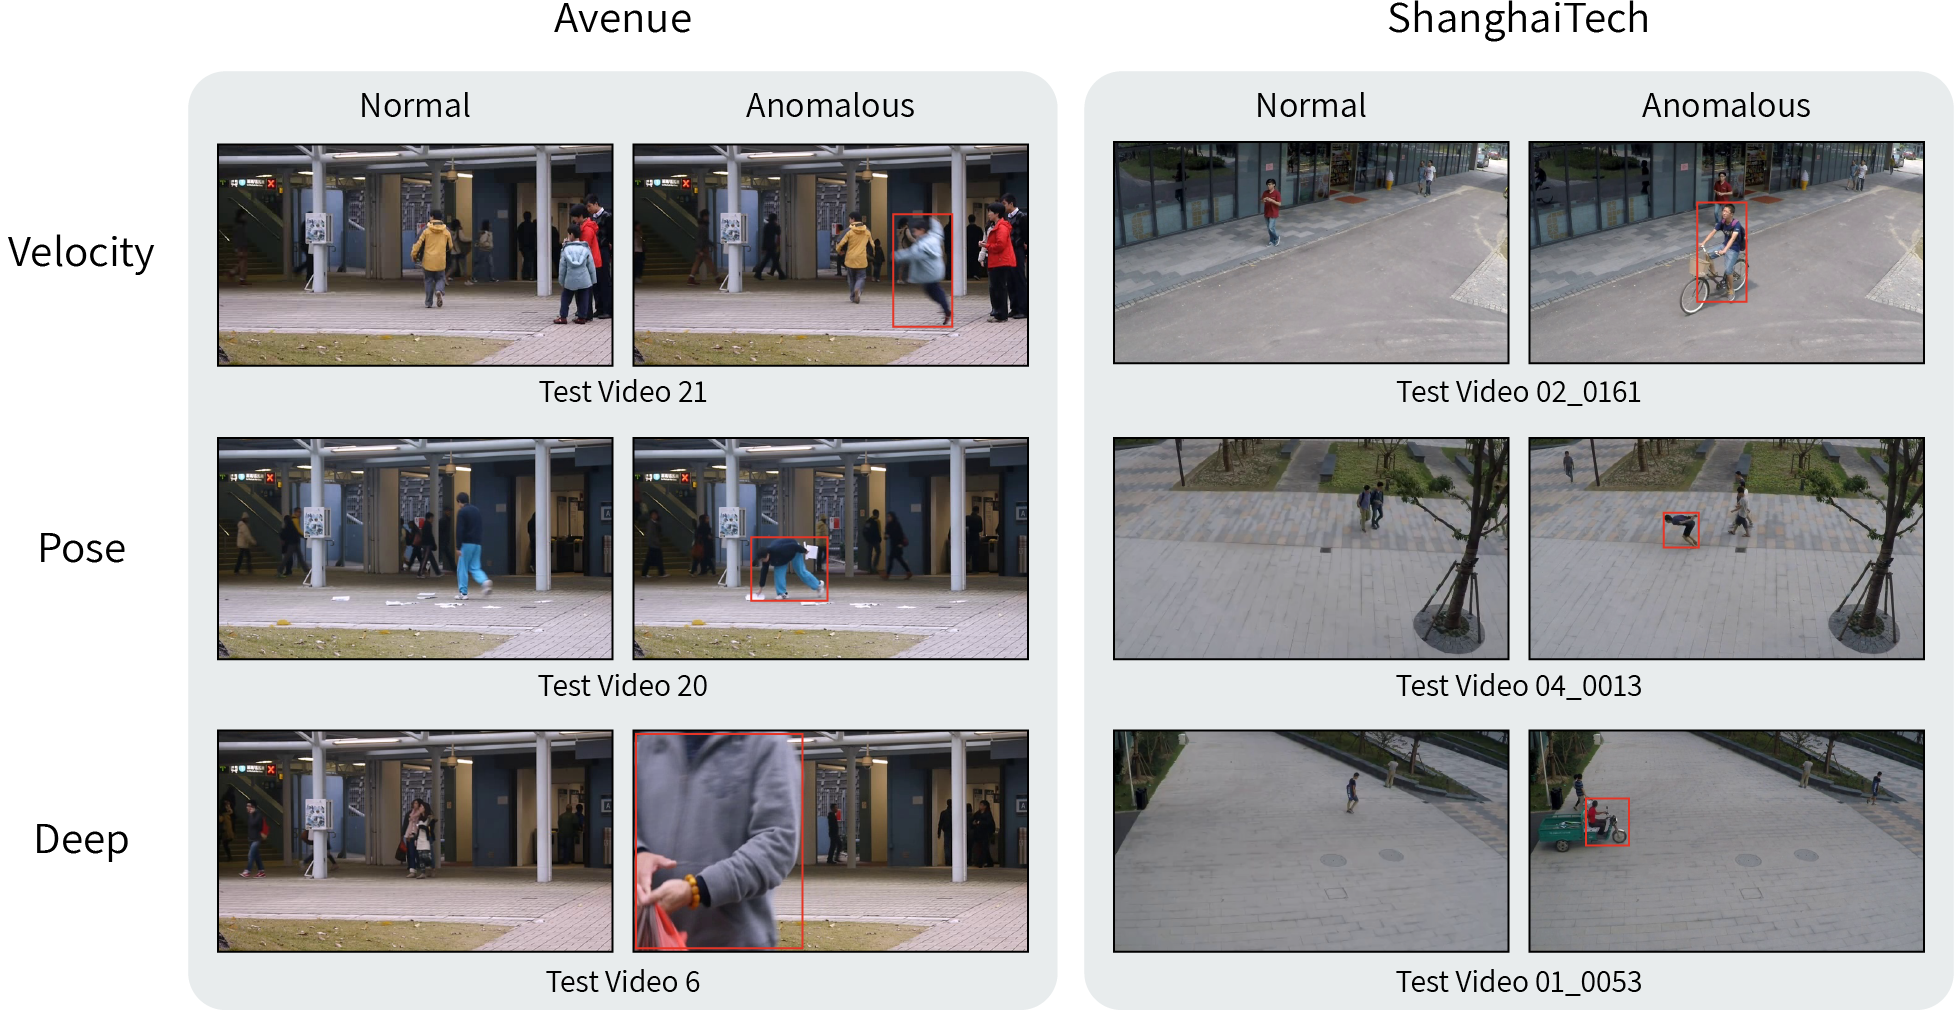 Avenue
ShanghaiTech
Normal
Anomalous
Normal
Anomalous
Velocity
Test Video 21
Test Video 02_0161
Pose
Test Video 20
Test Video 04_0013
Deep
Test Video 6
Test Video 01_0053